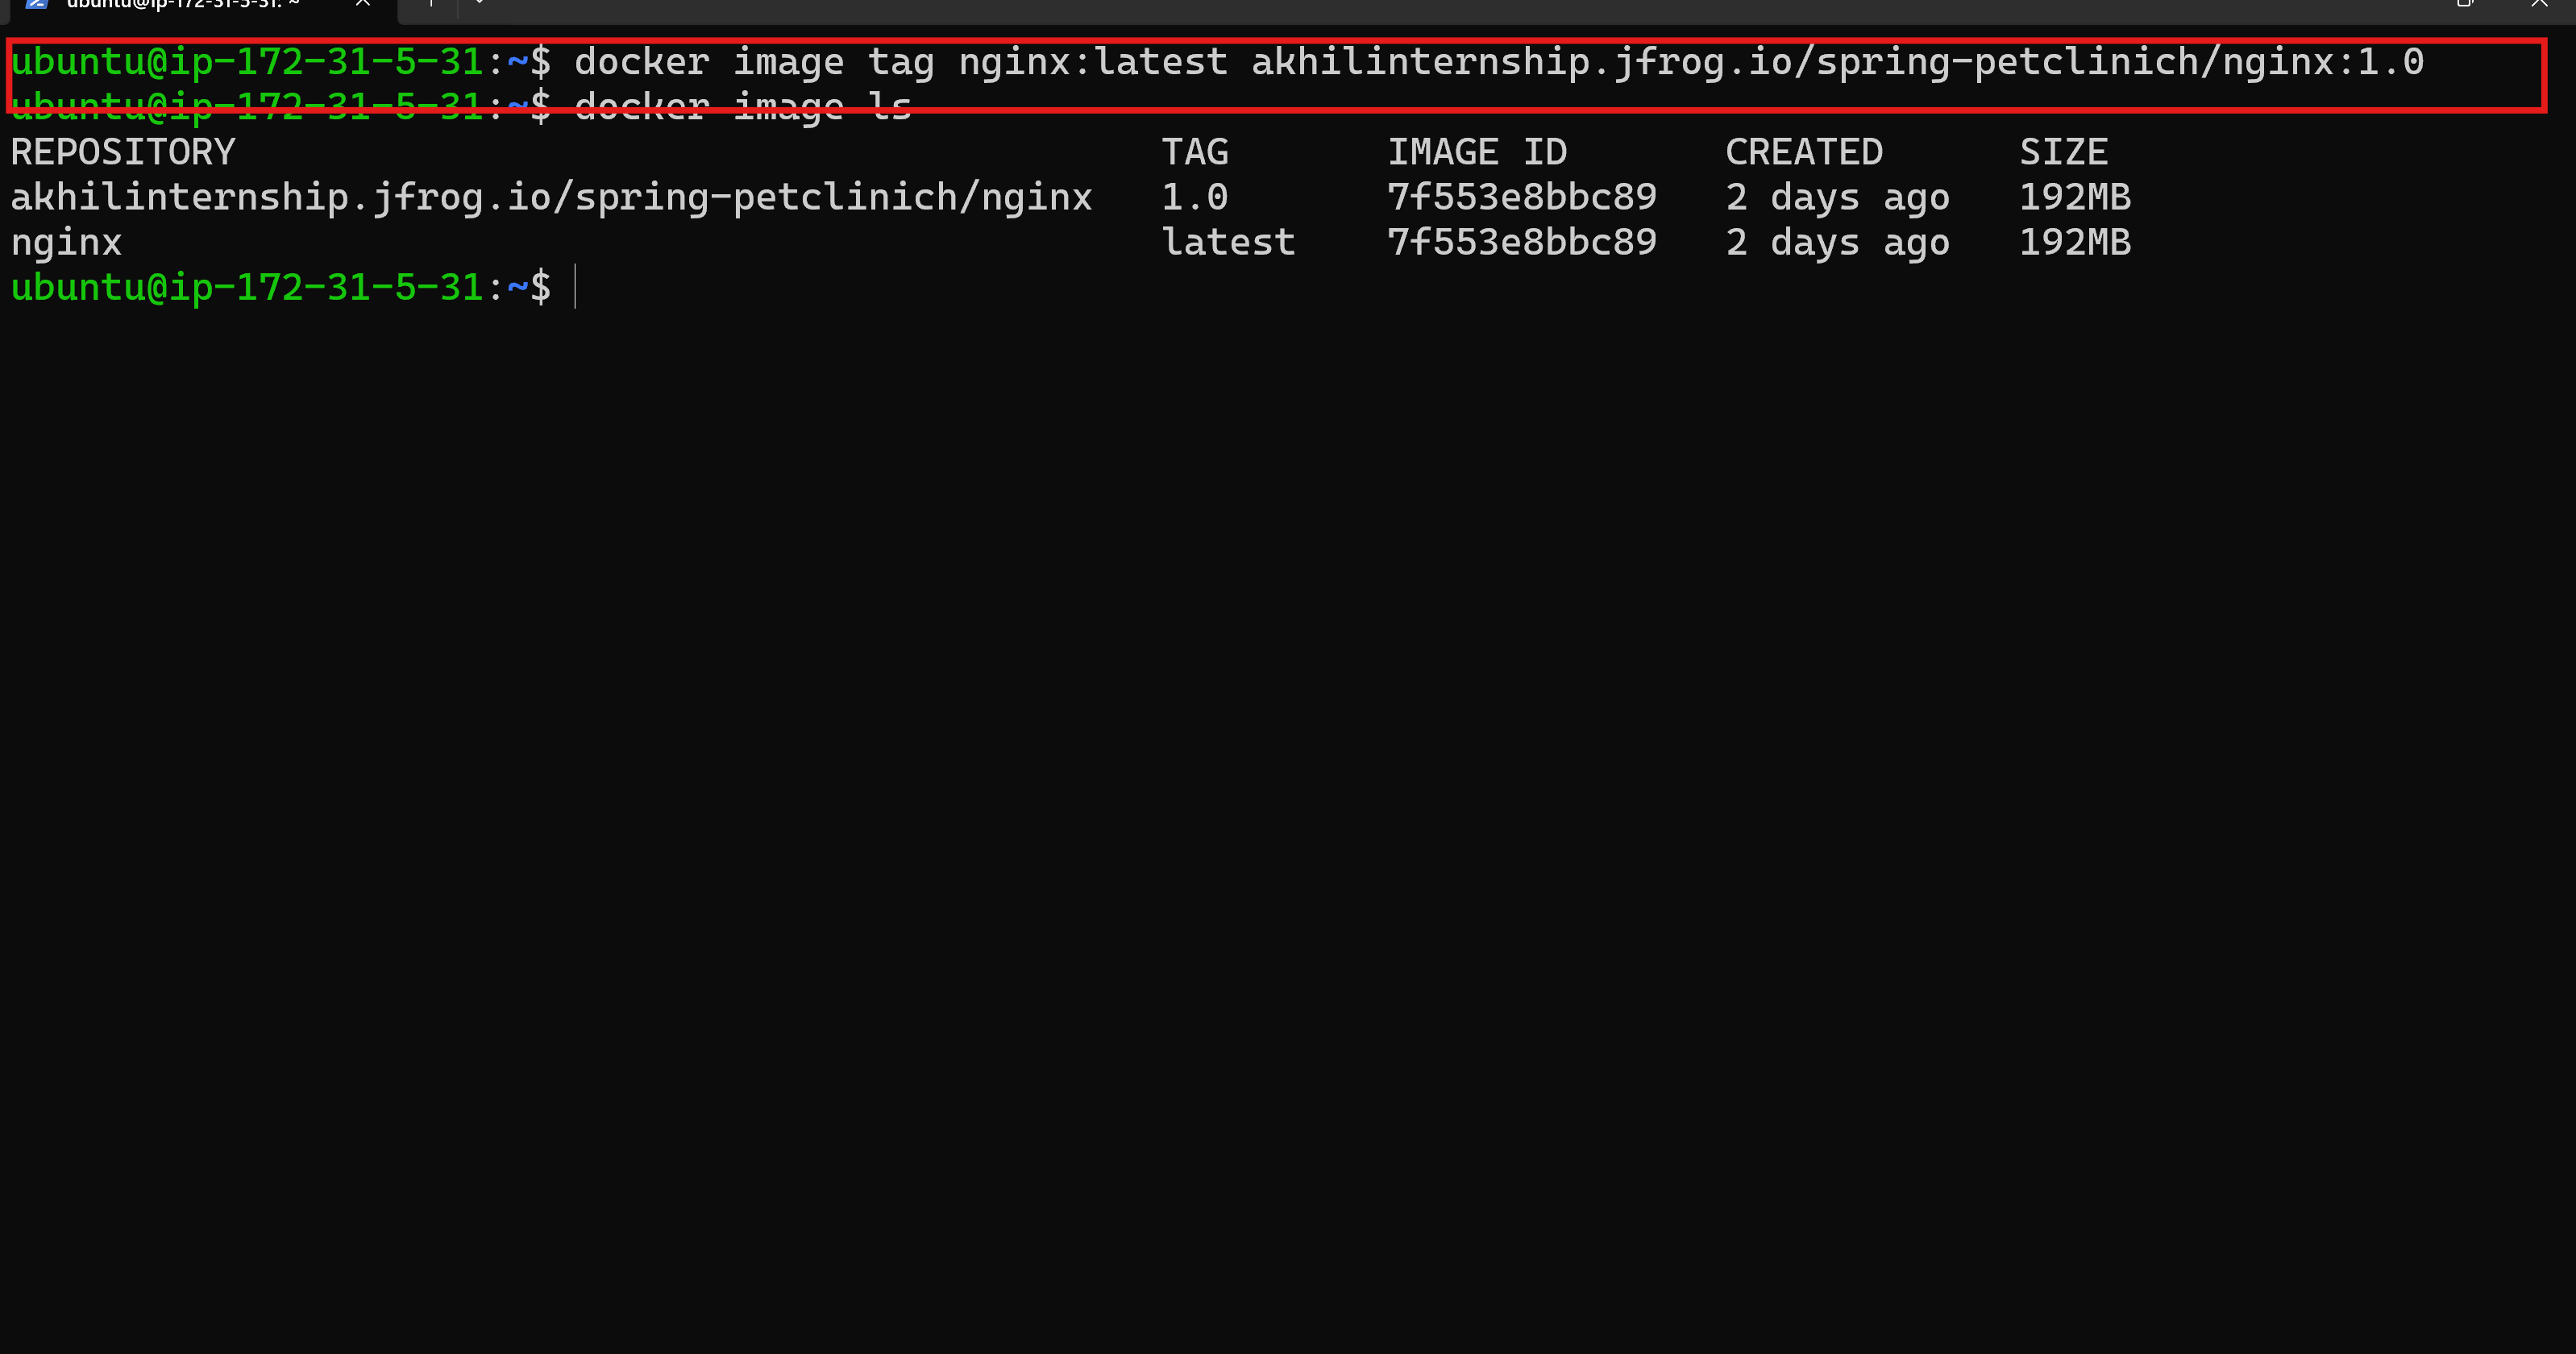 ubuntu@ip-172-31-5-31: ~
ubuntu@ip-172-31-5-31:~$ docker image tag nginx:latest akhilinternship.jfrog.io/spring-petclinich/nginx:1.0
ubuntu@ip-172-31-5-31:~$ docker image ls
REPOSITORY TAG IMAGE ID CREATED SIZE
akhilinternship.jfrog.io/spring-petclinich/nginx 1.0 7f553e8bbc89 2 days ago 192MB
nginx latest 7f553e8bbc89 2 days ago 192MB
ubuntu@ip-172-31-5-31:~$